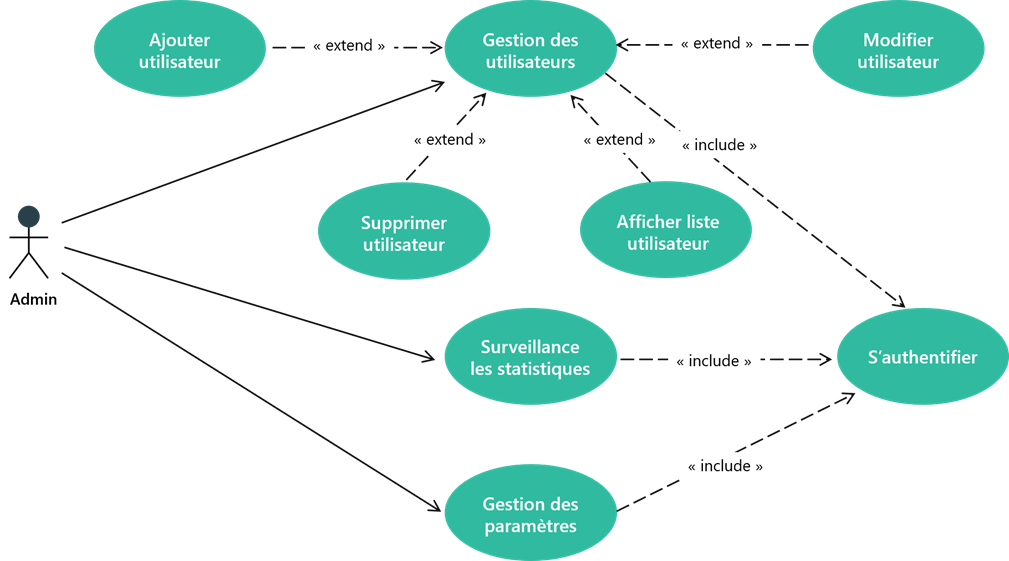 Ajouter
utilisateur
« extend »
Gestion des
utilisateurs
« extend »
Modifier
utilisateur
« extend »
« extend »
« include »
Supprimer
utilisateur
Afficher liste
utilisateur
Admin
Surveillance
les statistiques
« include »
S’authentifier
« include »
Gestion des
paramètres